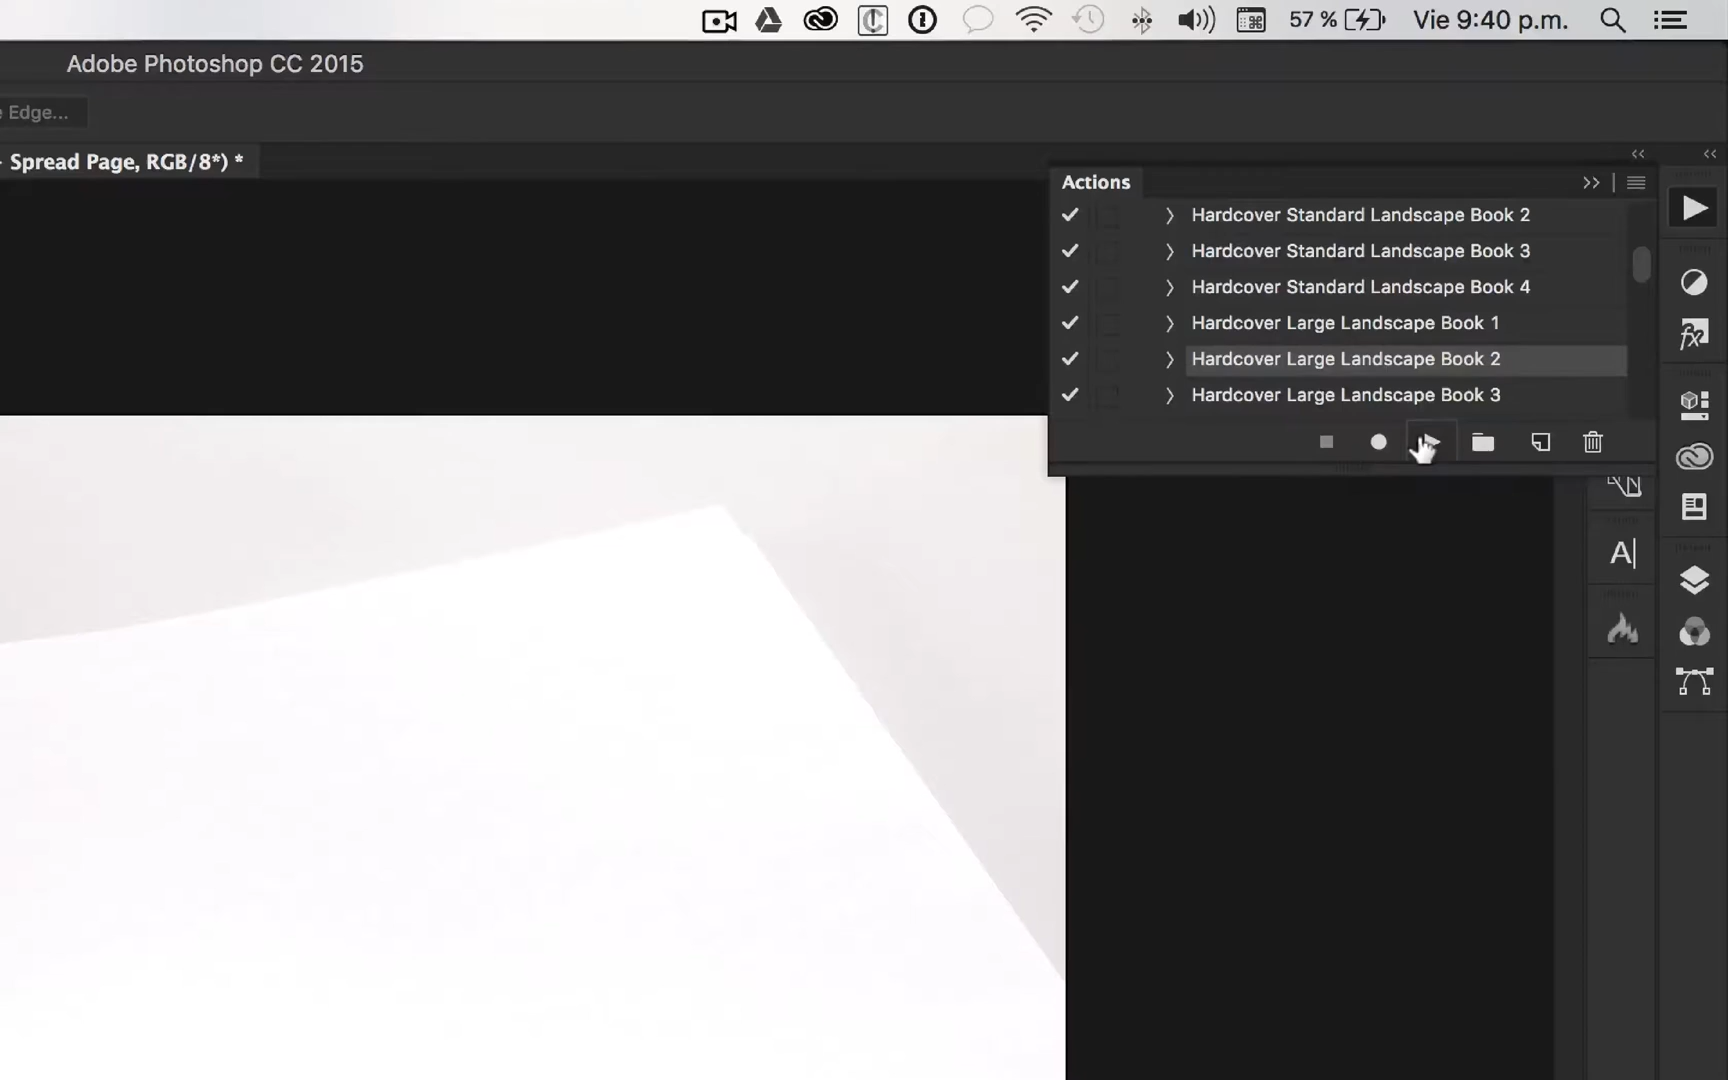 57 %
Vie 9:40 p.m.
Adobe Photoshop CC 2015
Edge...
Spread Page, RGB/8*) *
Actions
Hardcover Standard Landscape Book 2
Hardcover Standard Landscape Book 3
Hardcover Standard Landscape Book 4
Hardcover Large Landscape Book 1
Hardcover Large Landscape Book 2
Hardcover Large Landscape Book 3